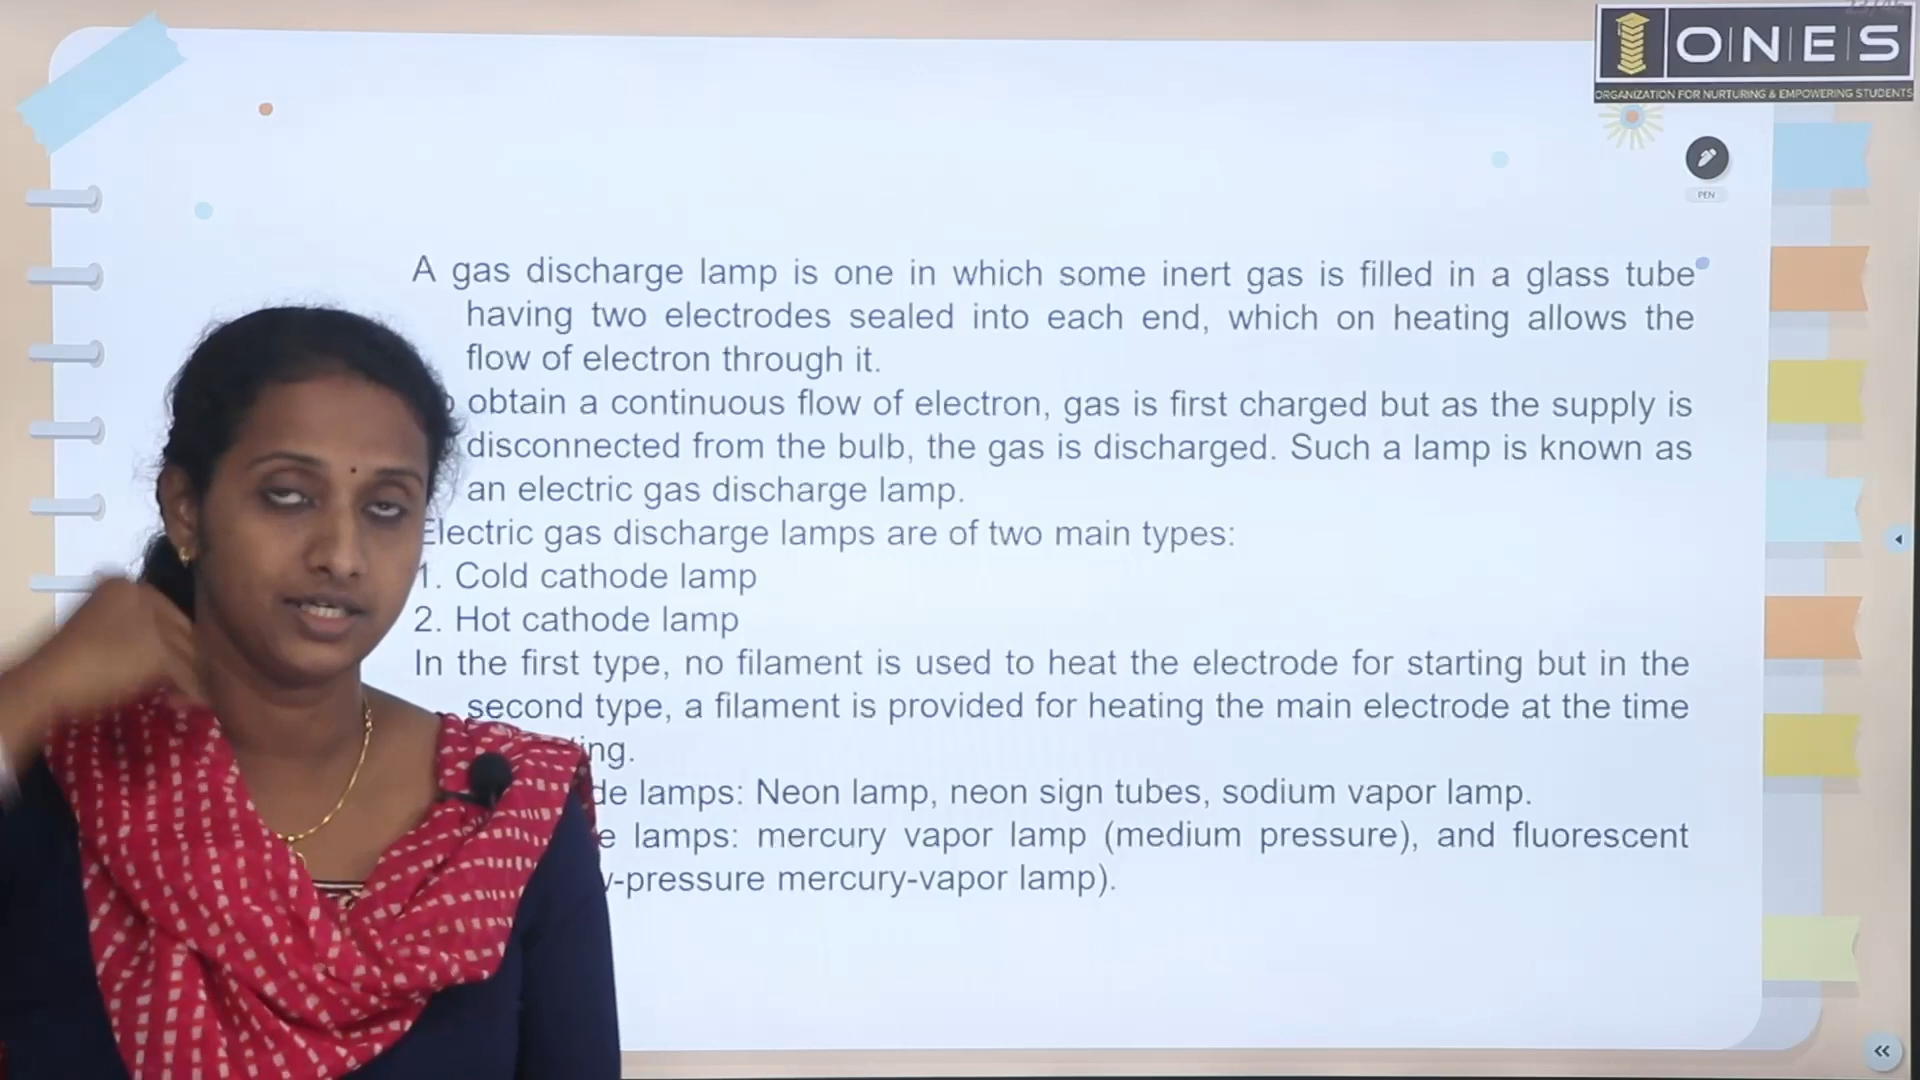 O|N|E|S
ORGANIZATION FOR NURTURING & EMPOWERING STUDENTS
PEN
A gas discharge lamp is one in which some inert gas is filled in a glass tube
having two electrodes sealed into each end, which on heating allows the
flow of electron through it.
obtain a continuous flow of electron, gas is first charged but as the supply is
disconnected from the bulb, the gas is discharged. Such a lamp is known as
an electric gas discharge lamp.
Electric gas discharge lamps are of two main types:
1. Cold cathode lamp
2. Hot cathode lamp
In the first type, no filament is used to heat the electrode for starting but in the
second type, a filament is provided for heating the main electrode at the time
lamps: Neon lamp, neon sign tubes, sodium vapor lamp.
lamps: mercury vapor lamp (medium pressure), and fluorescent
-pressure mercury-vapor lamp).